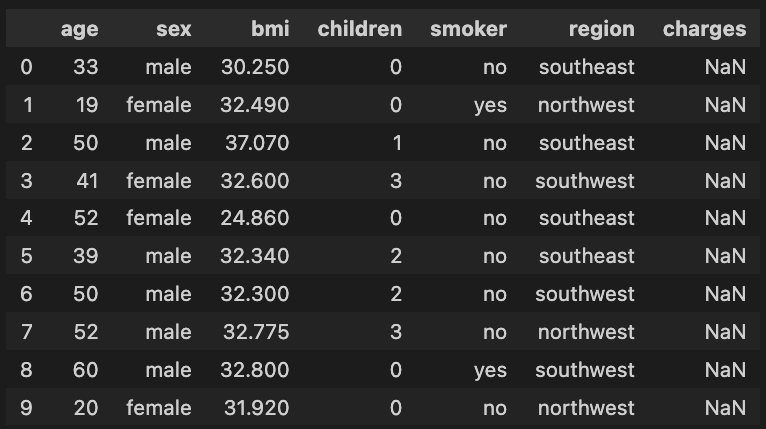 age sex bmi children smoker region charges
0 33 male 30.250 0 no southeast NaN
1 19 female 32.490 0 yes northwest NaN
2 50 male 37.070 1 no southeast NaN
3 41 female 32.600 3 no southwest NaN
4 52 female 24.860 0 no southeast NaN
5 39 male 32.340 2 no southeast NaN
6 50 male 32.300 2 no southwest NaN
7 52 male 32.775 3 no northwest NaN
8 60 male 32.800 0 yes southwest NaN
9 20 female 31.920 0 no northwest NaN